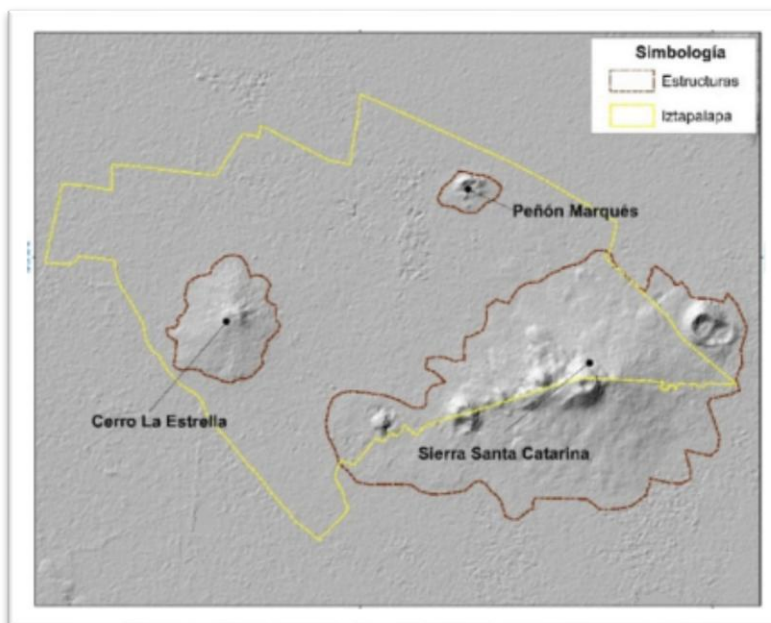 Simbología
Estructuras
Iztapalapa
Peñón Marqués
Cerro La Estrella
Sierra Santa Catarina